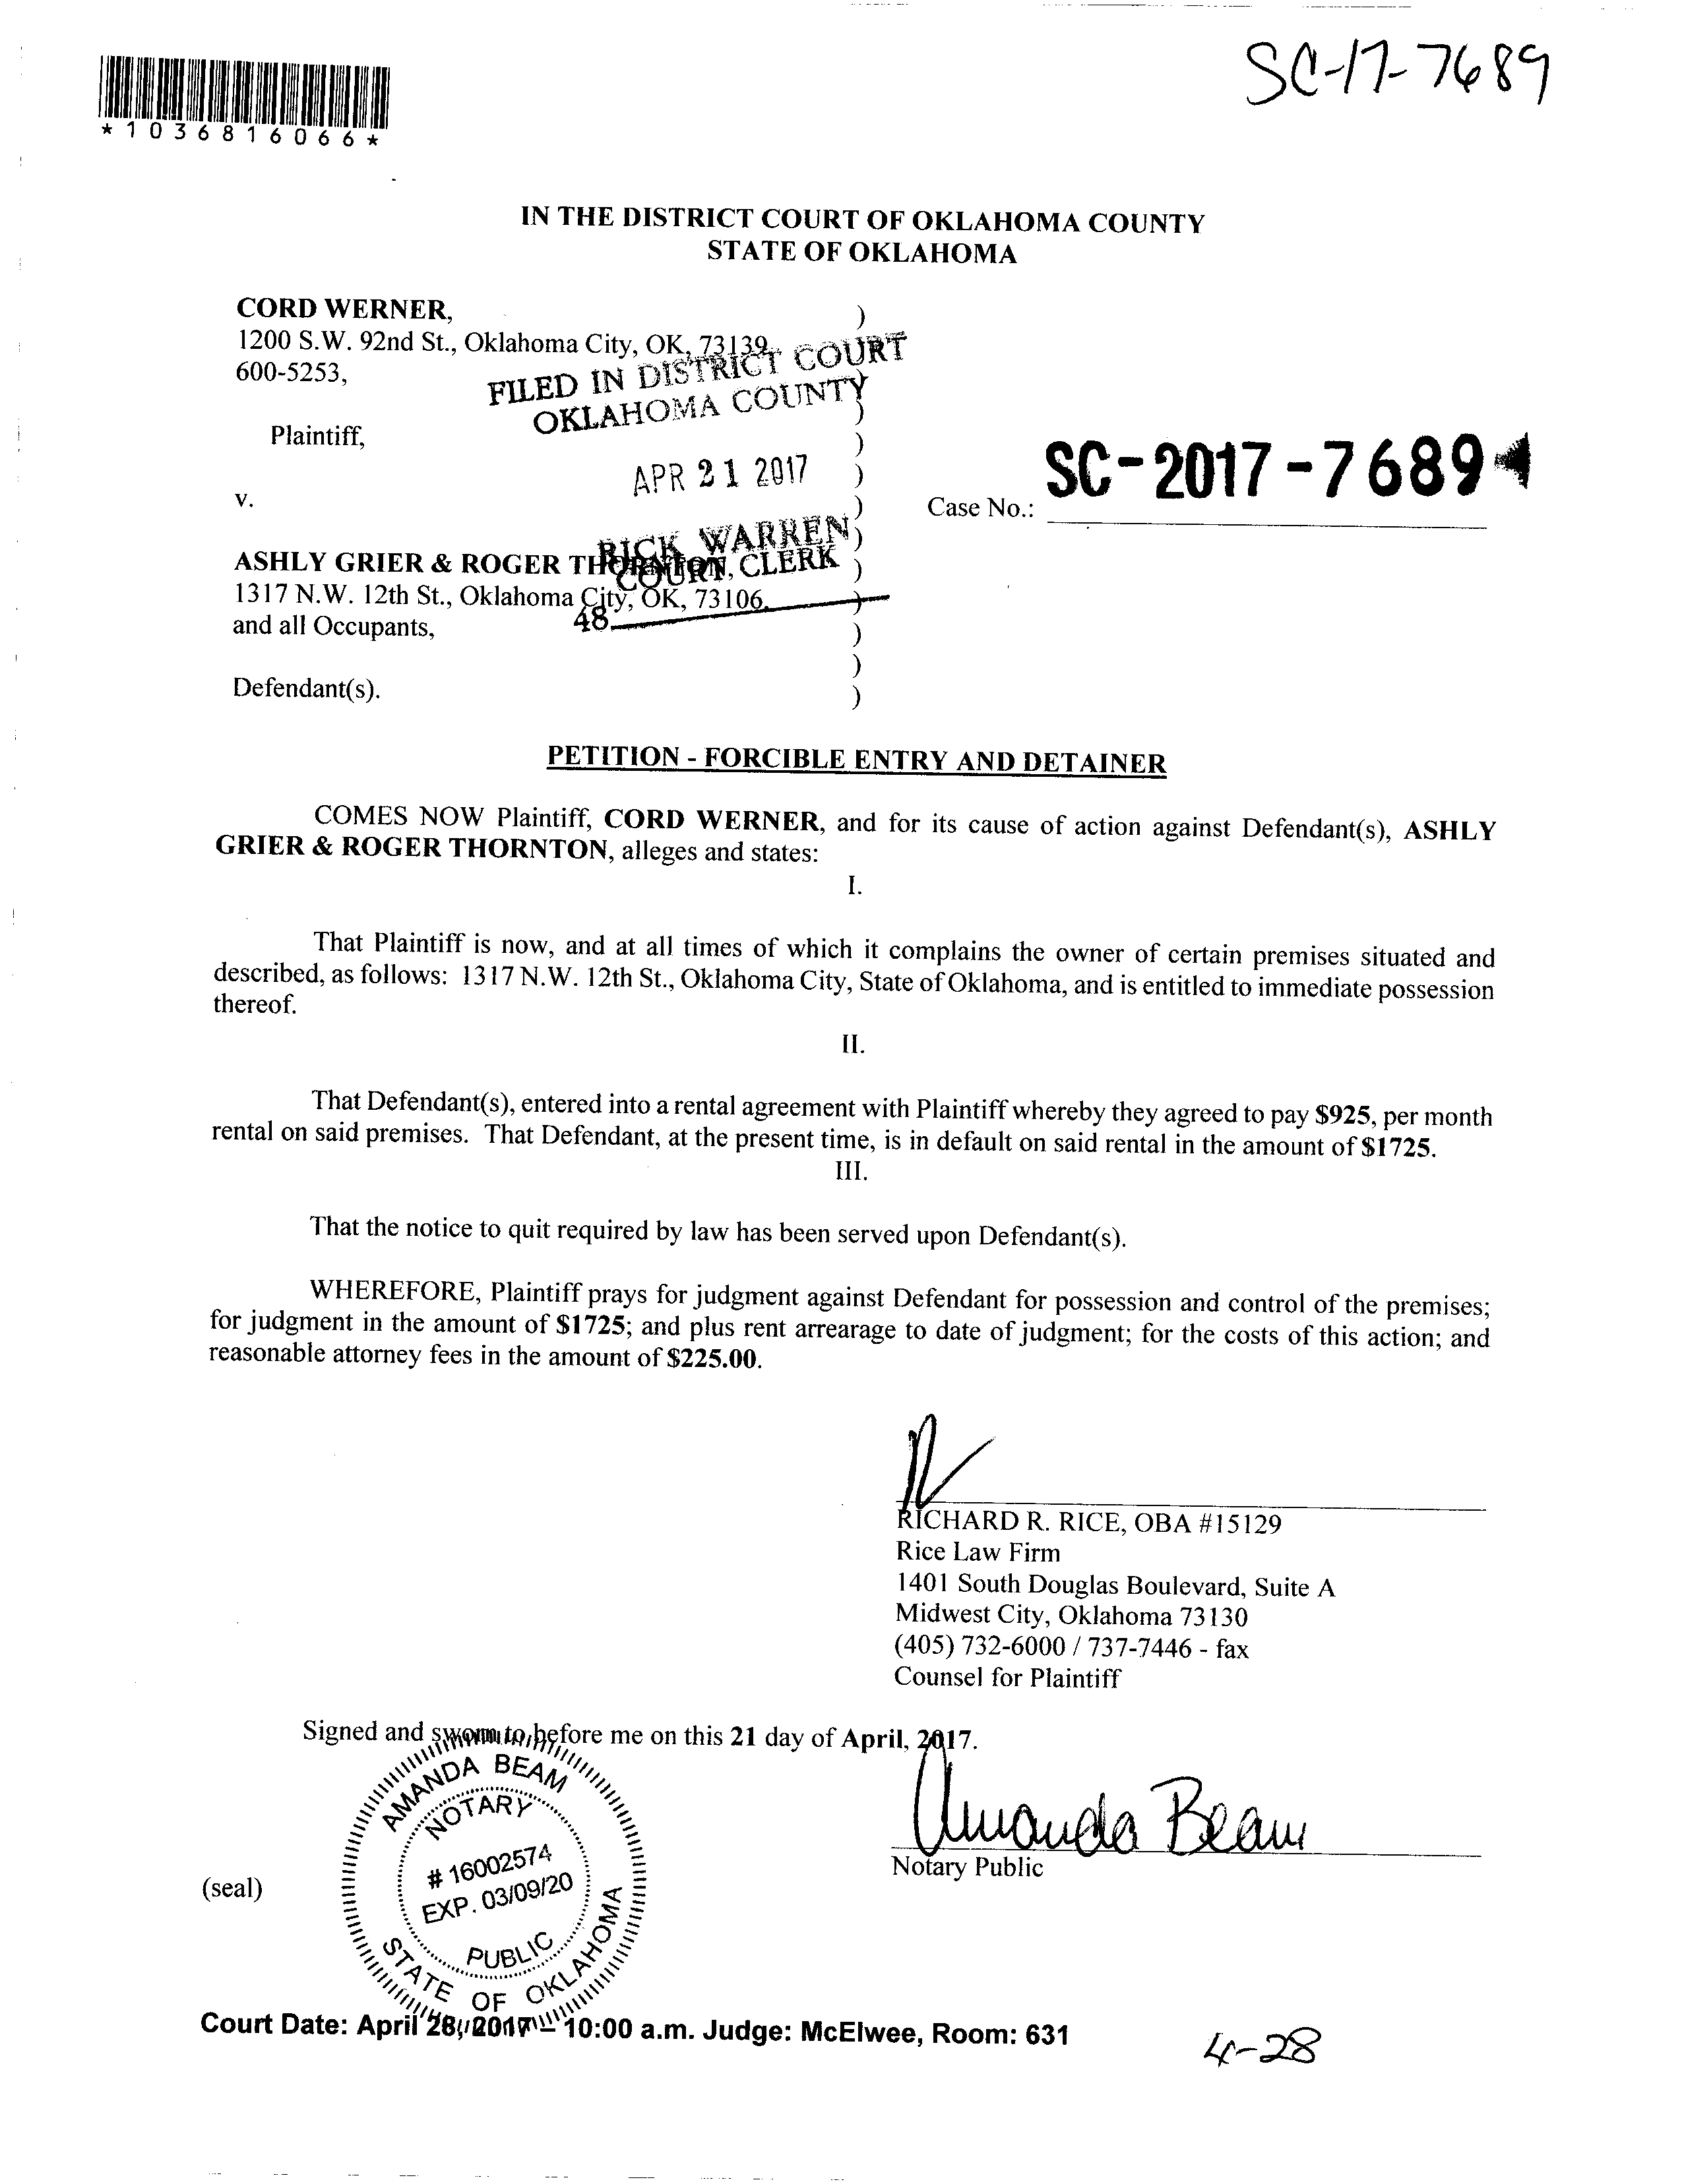 SC-17-7689
*1036816066*
IN THE DISTRICT COURT OF OKLAHOMA COUNTY
STATE OF OKLAHOMA
CORD WERNER, )
1200 S.W. 92nd St., Oklahoma City, OK, 73139
600-5253,
FILED IN DISTRICT COURT
OKLAHOMA COUNTY
)
Plaintiff, )
APR 21 2017 )
v. )
Case No.: SC-2017-7689
RICK WARREN )
COURT CLERK
ASHLY GRIER & ROGER THORNTON, )
1317 N.W. 12th St., Oklahoma City, OK, 73106, )
48
and all Occupants, )
)
Defendant(s). )
PETITION - FORCIBLE ENTRY AND DETAINER
COMES NOW Plaintiff, CORD WERNER, and for its cause of action against Defendant(s), ASHLY
GRIER & ROGER THORNTON, alleges and states:
I.
That Plaintiff is now, and at all times of which it complains the owner of certain premises situated and
described, as follows: 1317 N.W. 12th St., Oklahoma City, State of Oklahoma, and is entitled to immediate possession
thereof.
II.
That Defendant(s), entered into a rental agreement with Plaintiff whereby they agreed to pay $925, per month
rental on said premises. That Defendant, at the present time, is in default on said rental in the amount of $1725.
III.
That the notice to quit required by law has been served upon Defendant(s).
WHEREFORE, Plaintiff prays for judgment against Defendant for possession and control of the premises;
for judgment in the amount of $1725; and plus rent arrearage to date of judgment; for the costs of this action; and
reasonable attorney fees in the amount of $225.00.
RICHARD R. RICE, OBA #15129
Rice Law Firm
1401 South Douglas Boulevard, Suite A
Midwest City, Oklahoma 73130
(405) 732-6000 / 737-7446 - fax
Counsel for Plaintiff
Signed and sworn to before me on this 21 day of April, 2017.
Amanda Beam
Notary Public
(seal)
AMANDA BEAM
NOTARY
# 16002574
EXP. 03/09/20
PUBLIC
STATE OF OKLAHOMA
Court Date: April 28, 2017 - 10:00 a.m. Judge: McElwee, Room: 631
4-28